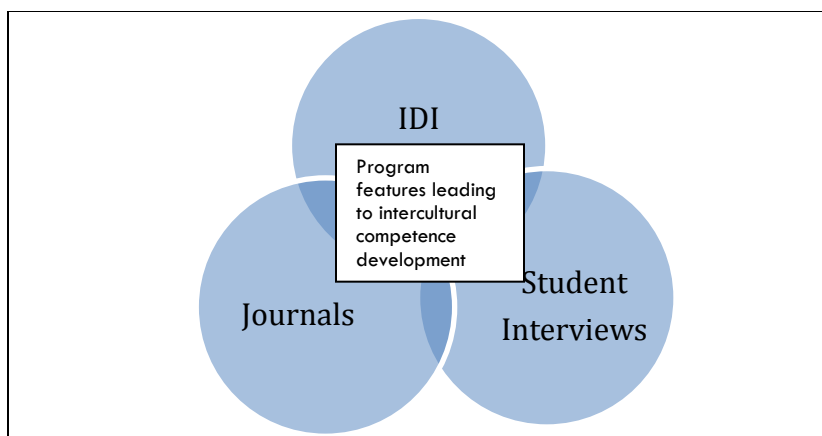 IDI
Program
features leading
to intercultural
competence
development
Journals
Student
Interviews